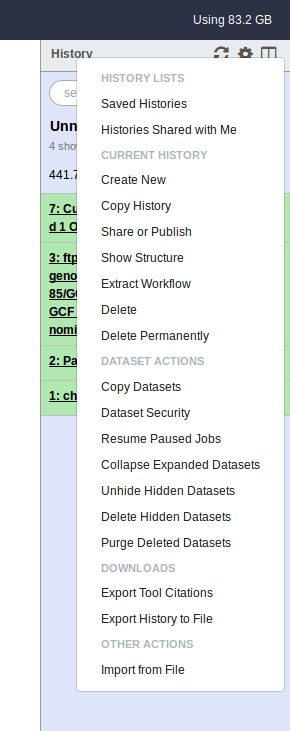 Using 83.2 GB
History
HISTORY LISTS
Saved Histories
Histories Shared with Me
CURRENT HISTORY
Create New
Copy History
Share or Publish
Show Structure
Extract Workflow
Delete
Delete Permanently
DATASET ACTIONS
Copy Datasets
Dataset Security
Resume Paused Jobs
Collapse Expanded Datasets
Unhide Hidden Datasets
Delete Hidden Datasets
Purge Deleted Datasets
DOWNLOADS
Export Tool Citations
Export History to File
OTHER ACTIONS
Import from File
se
Unn
4 sho
441.7
7: Cu
d 1 O
3: ftp
geno
85/G
GCF
nomi
2: Pa
1: ch